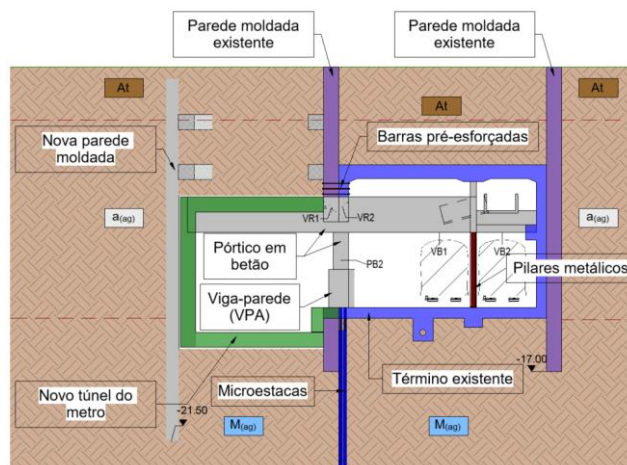 Parede moldada
existente
Parede moldada
existente
At
At
At
Nova parede
moldada
Barras pré-esforçadas
a(ag)
a(ag)
VR1
VR2
Pórtico em
betão
PB2
VB1
VB2
Pilares metálicos
Viga-parede
(VPA)
-17.00
Novo túnel do
metro
-21.50
Microestacas
Término existente
M(ag)
M(ag)